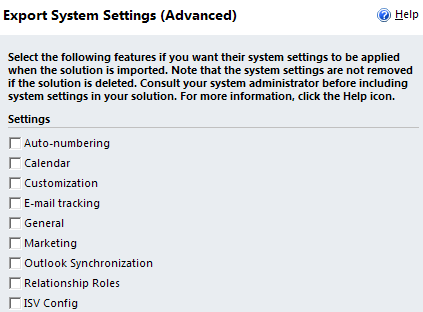 Export System Settings (Advanced)
Help
Select the following features if you want their system settings to be applied
when the solution is imported. Note that the system settings are not removed
if the solution is deleted. Consult your system administrator before including
system settings in your solution. For more information, click the Help icon.
Settings
Auto-numbering
Calendar
Customization
E-mail tracking
General
Marketing
Outlook Synchronization
Relationship Roles
ISV Config